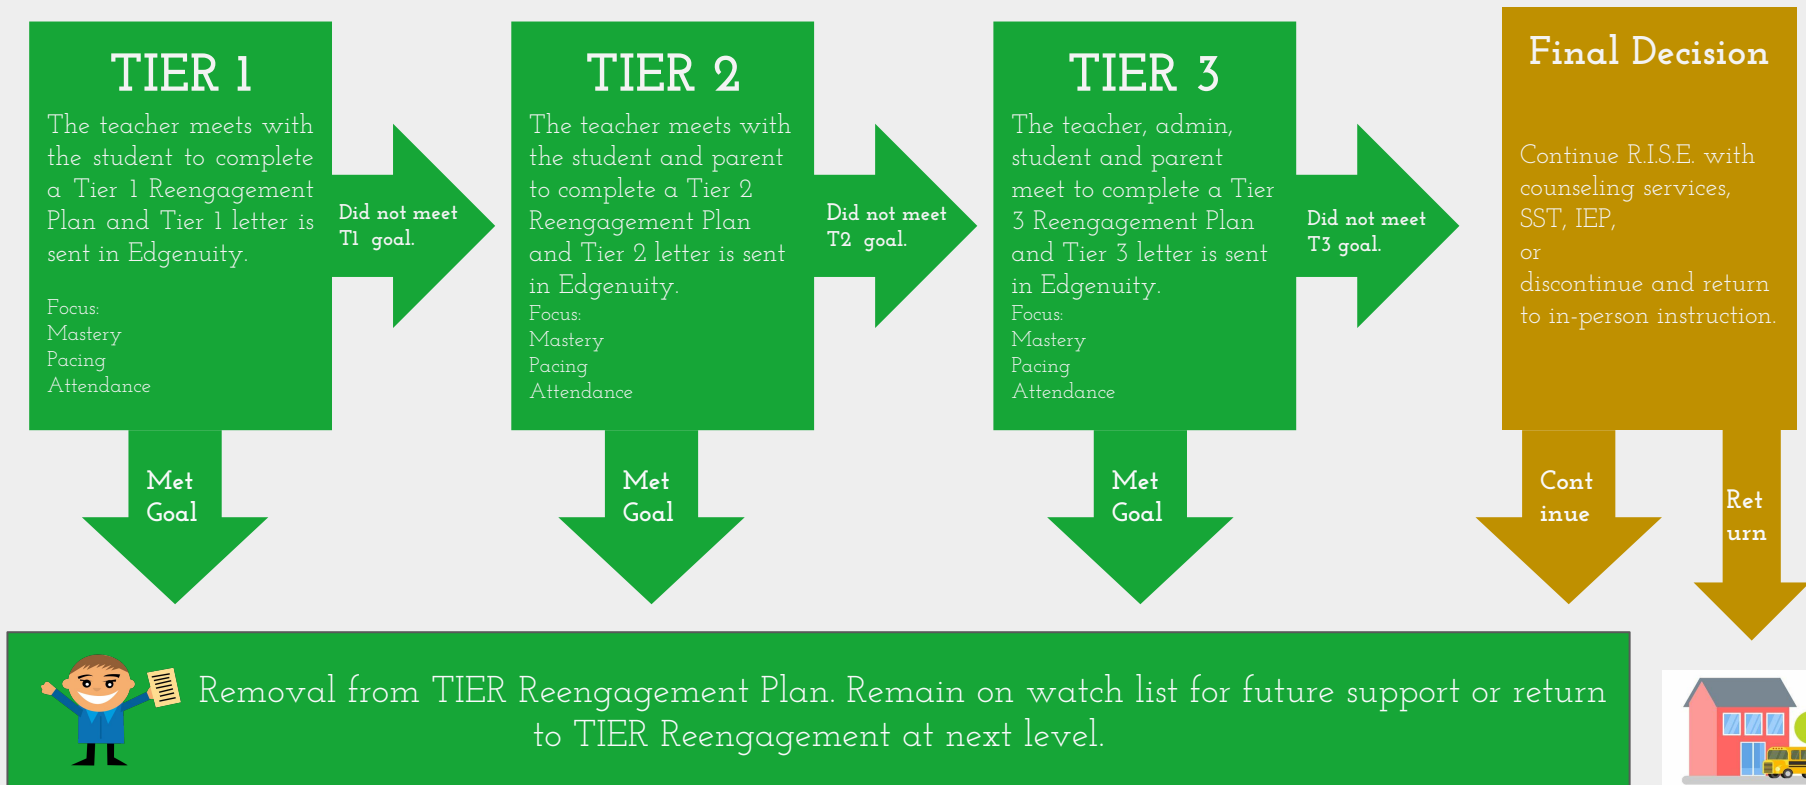 TIER 1
The teacher meets with
the student to complete
a Tier 1 Reengagement
Plan and Tier 1 letter is
sent in Edgenuity.
Focus:
Mastery
Pacing
Attendance
Did not meet
T1 goal.
TIER 2
The teacher meets with
the student and parent
to complete a Tier 2
Reengagement Plan
and Tier 2 letter is sent
in Edgenuity.
Focus:
Mastery
Pacing
Attendance
Did not meet
T2 goal.
TIER 3
The teacher, admin,
student and parent
meet to complete a Tier
3 Reengagement Plan
and Tier 3 letter is sent
in Edgenuity.
Focus:
Mastery
Pacing
Attendance
Did not meet
T3 goal.
Final Decision
Continue R.I.S.E. with
counseling services,
SST, IEP,
or
discontinue and return
to in-person instruction.
Met
Goal
Met
Goal
Met
Goal
Cont
inue
Ret
urn
Removal from TIER Reengagement Plan. Remain on watch list for future support or return
to TIER Reengagement at next level.